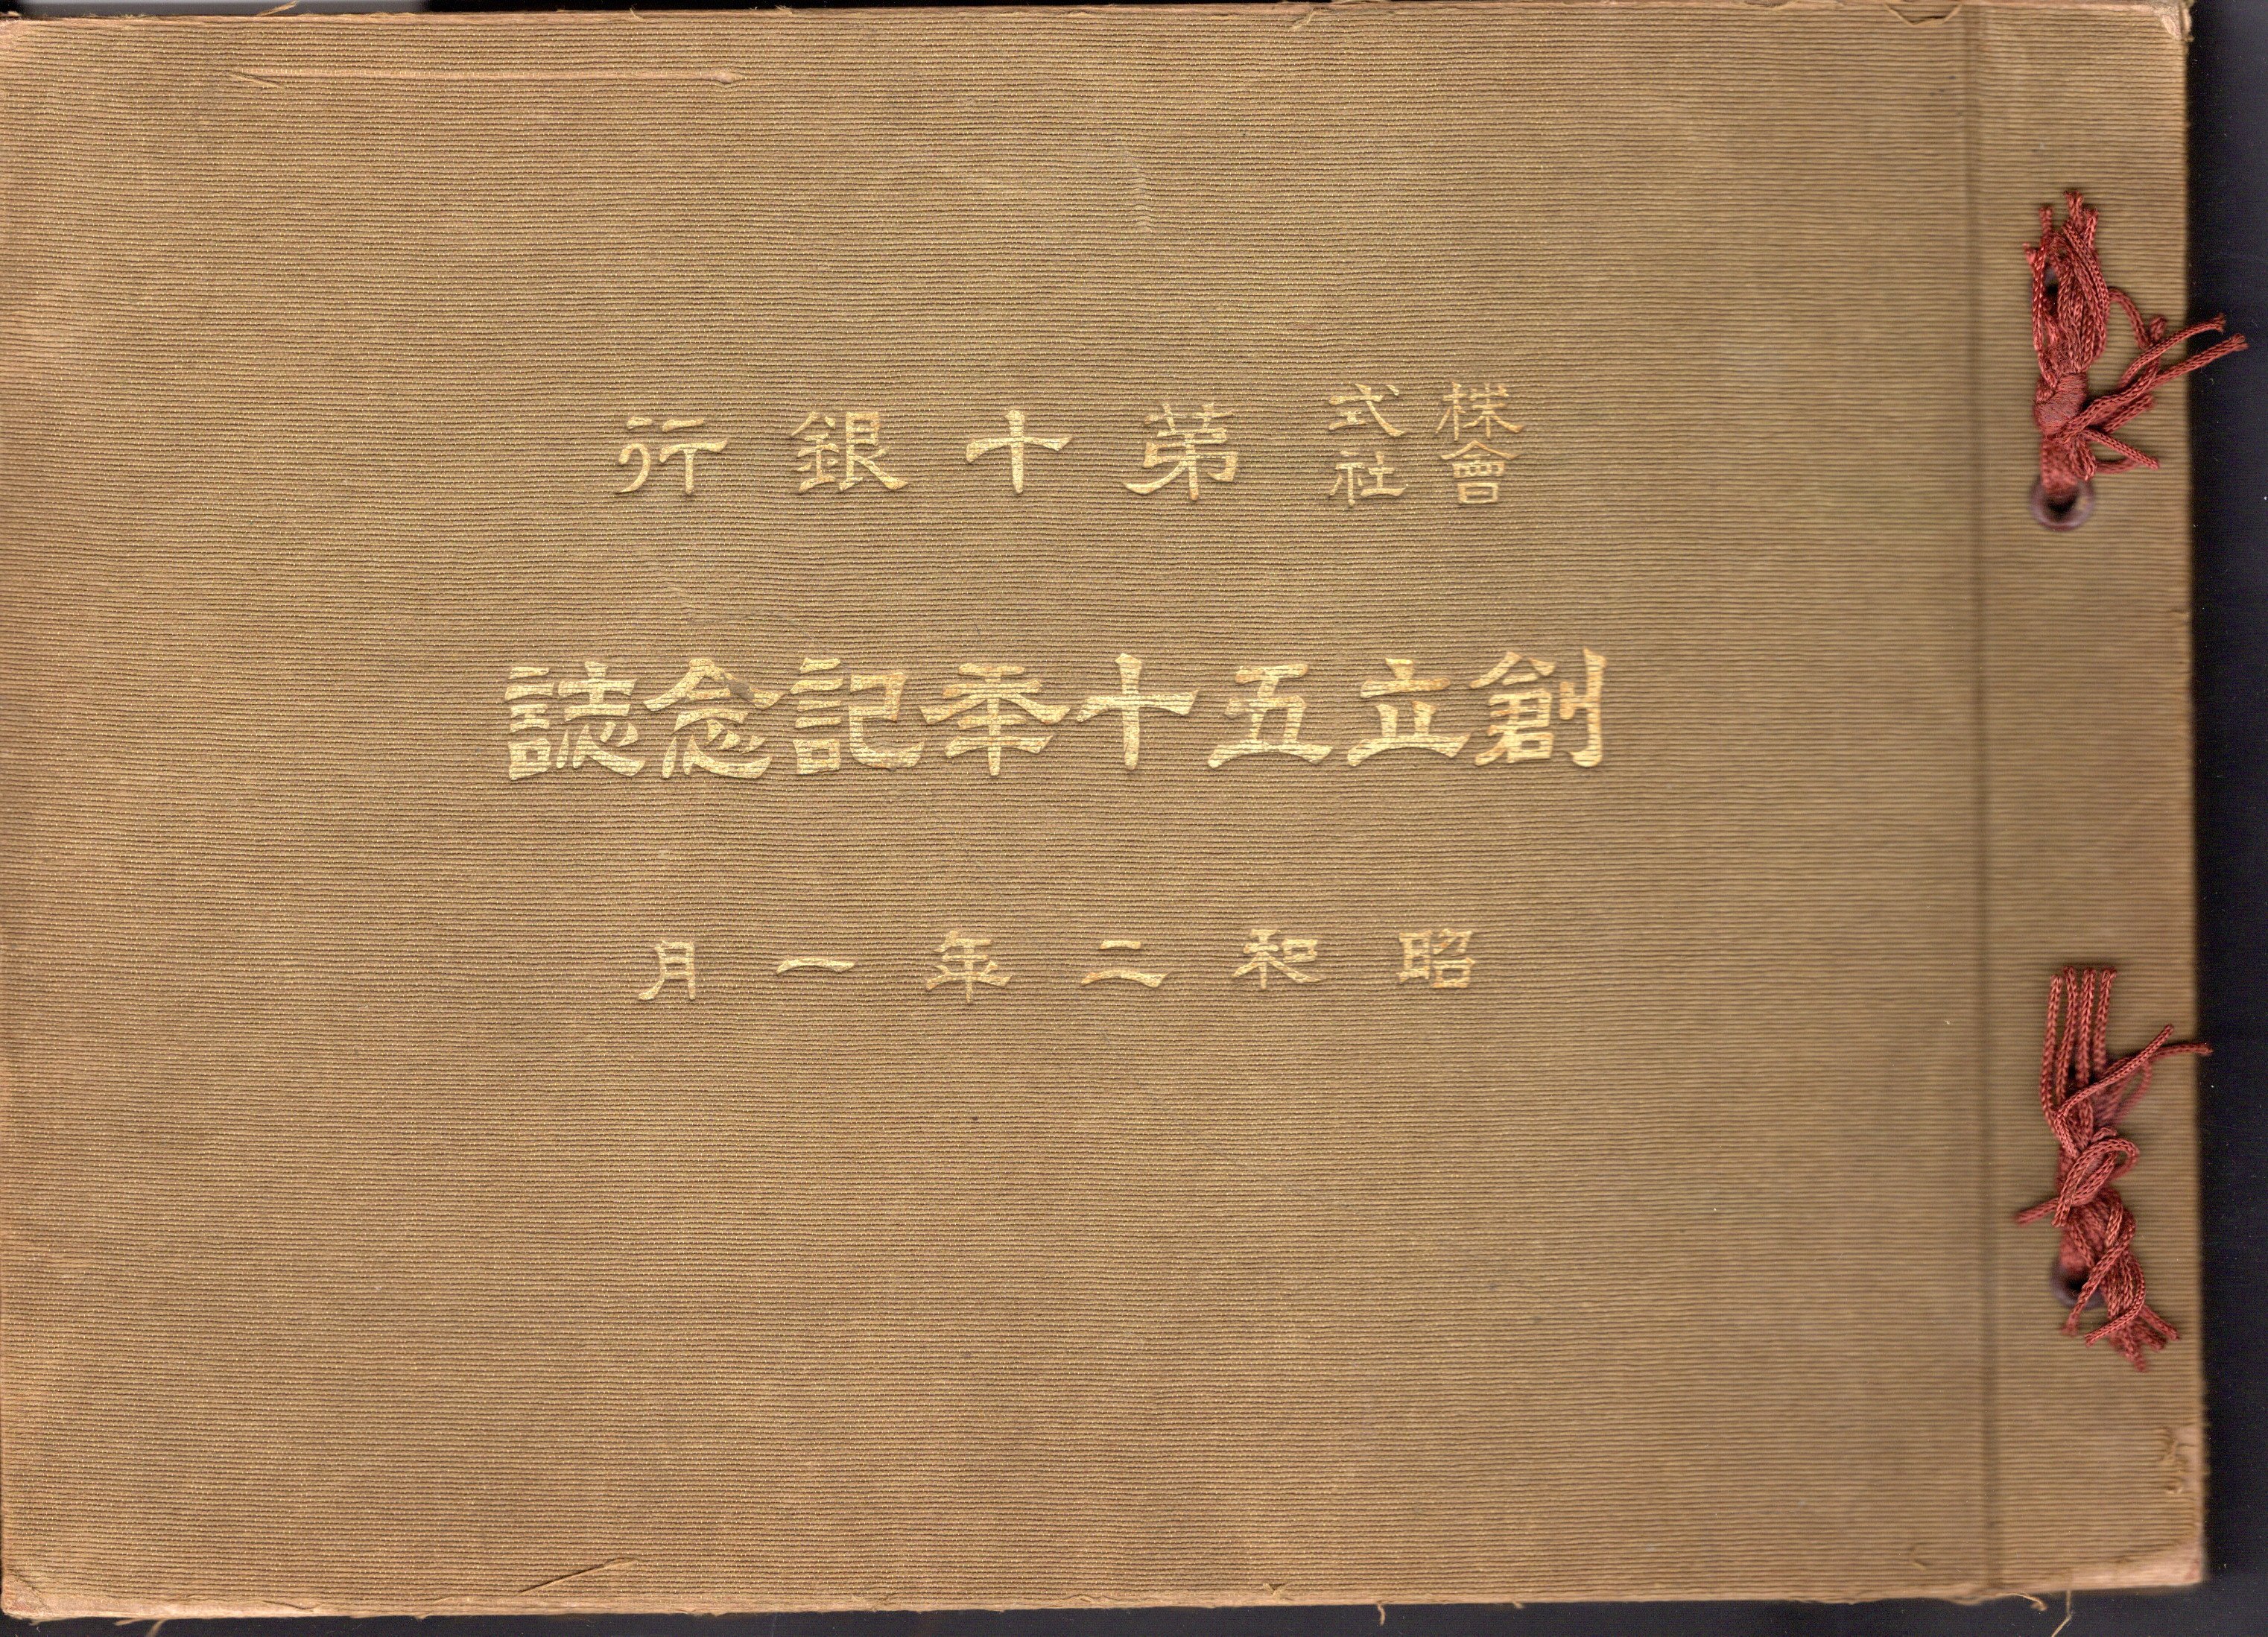 株式會社 第十銀行
創立五十年記念誌
昭和二年一月